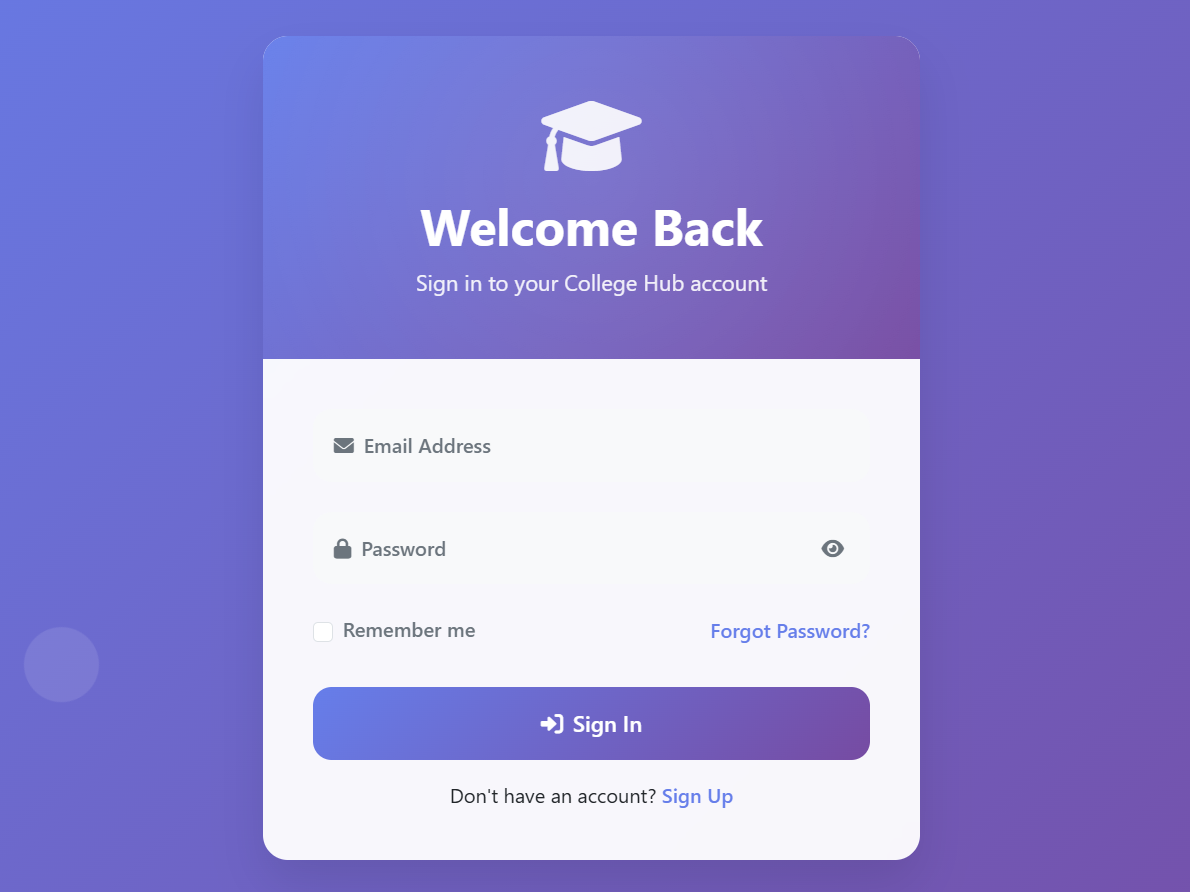 Welcome Back
Sign in to your College Hub account
Email Address
Password
Remember me
Forgot Password?
Sign In
Don't have an account? Sign Up